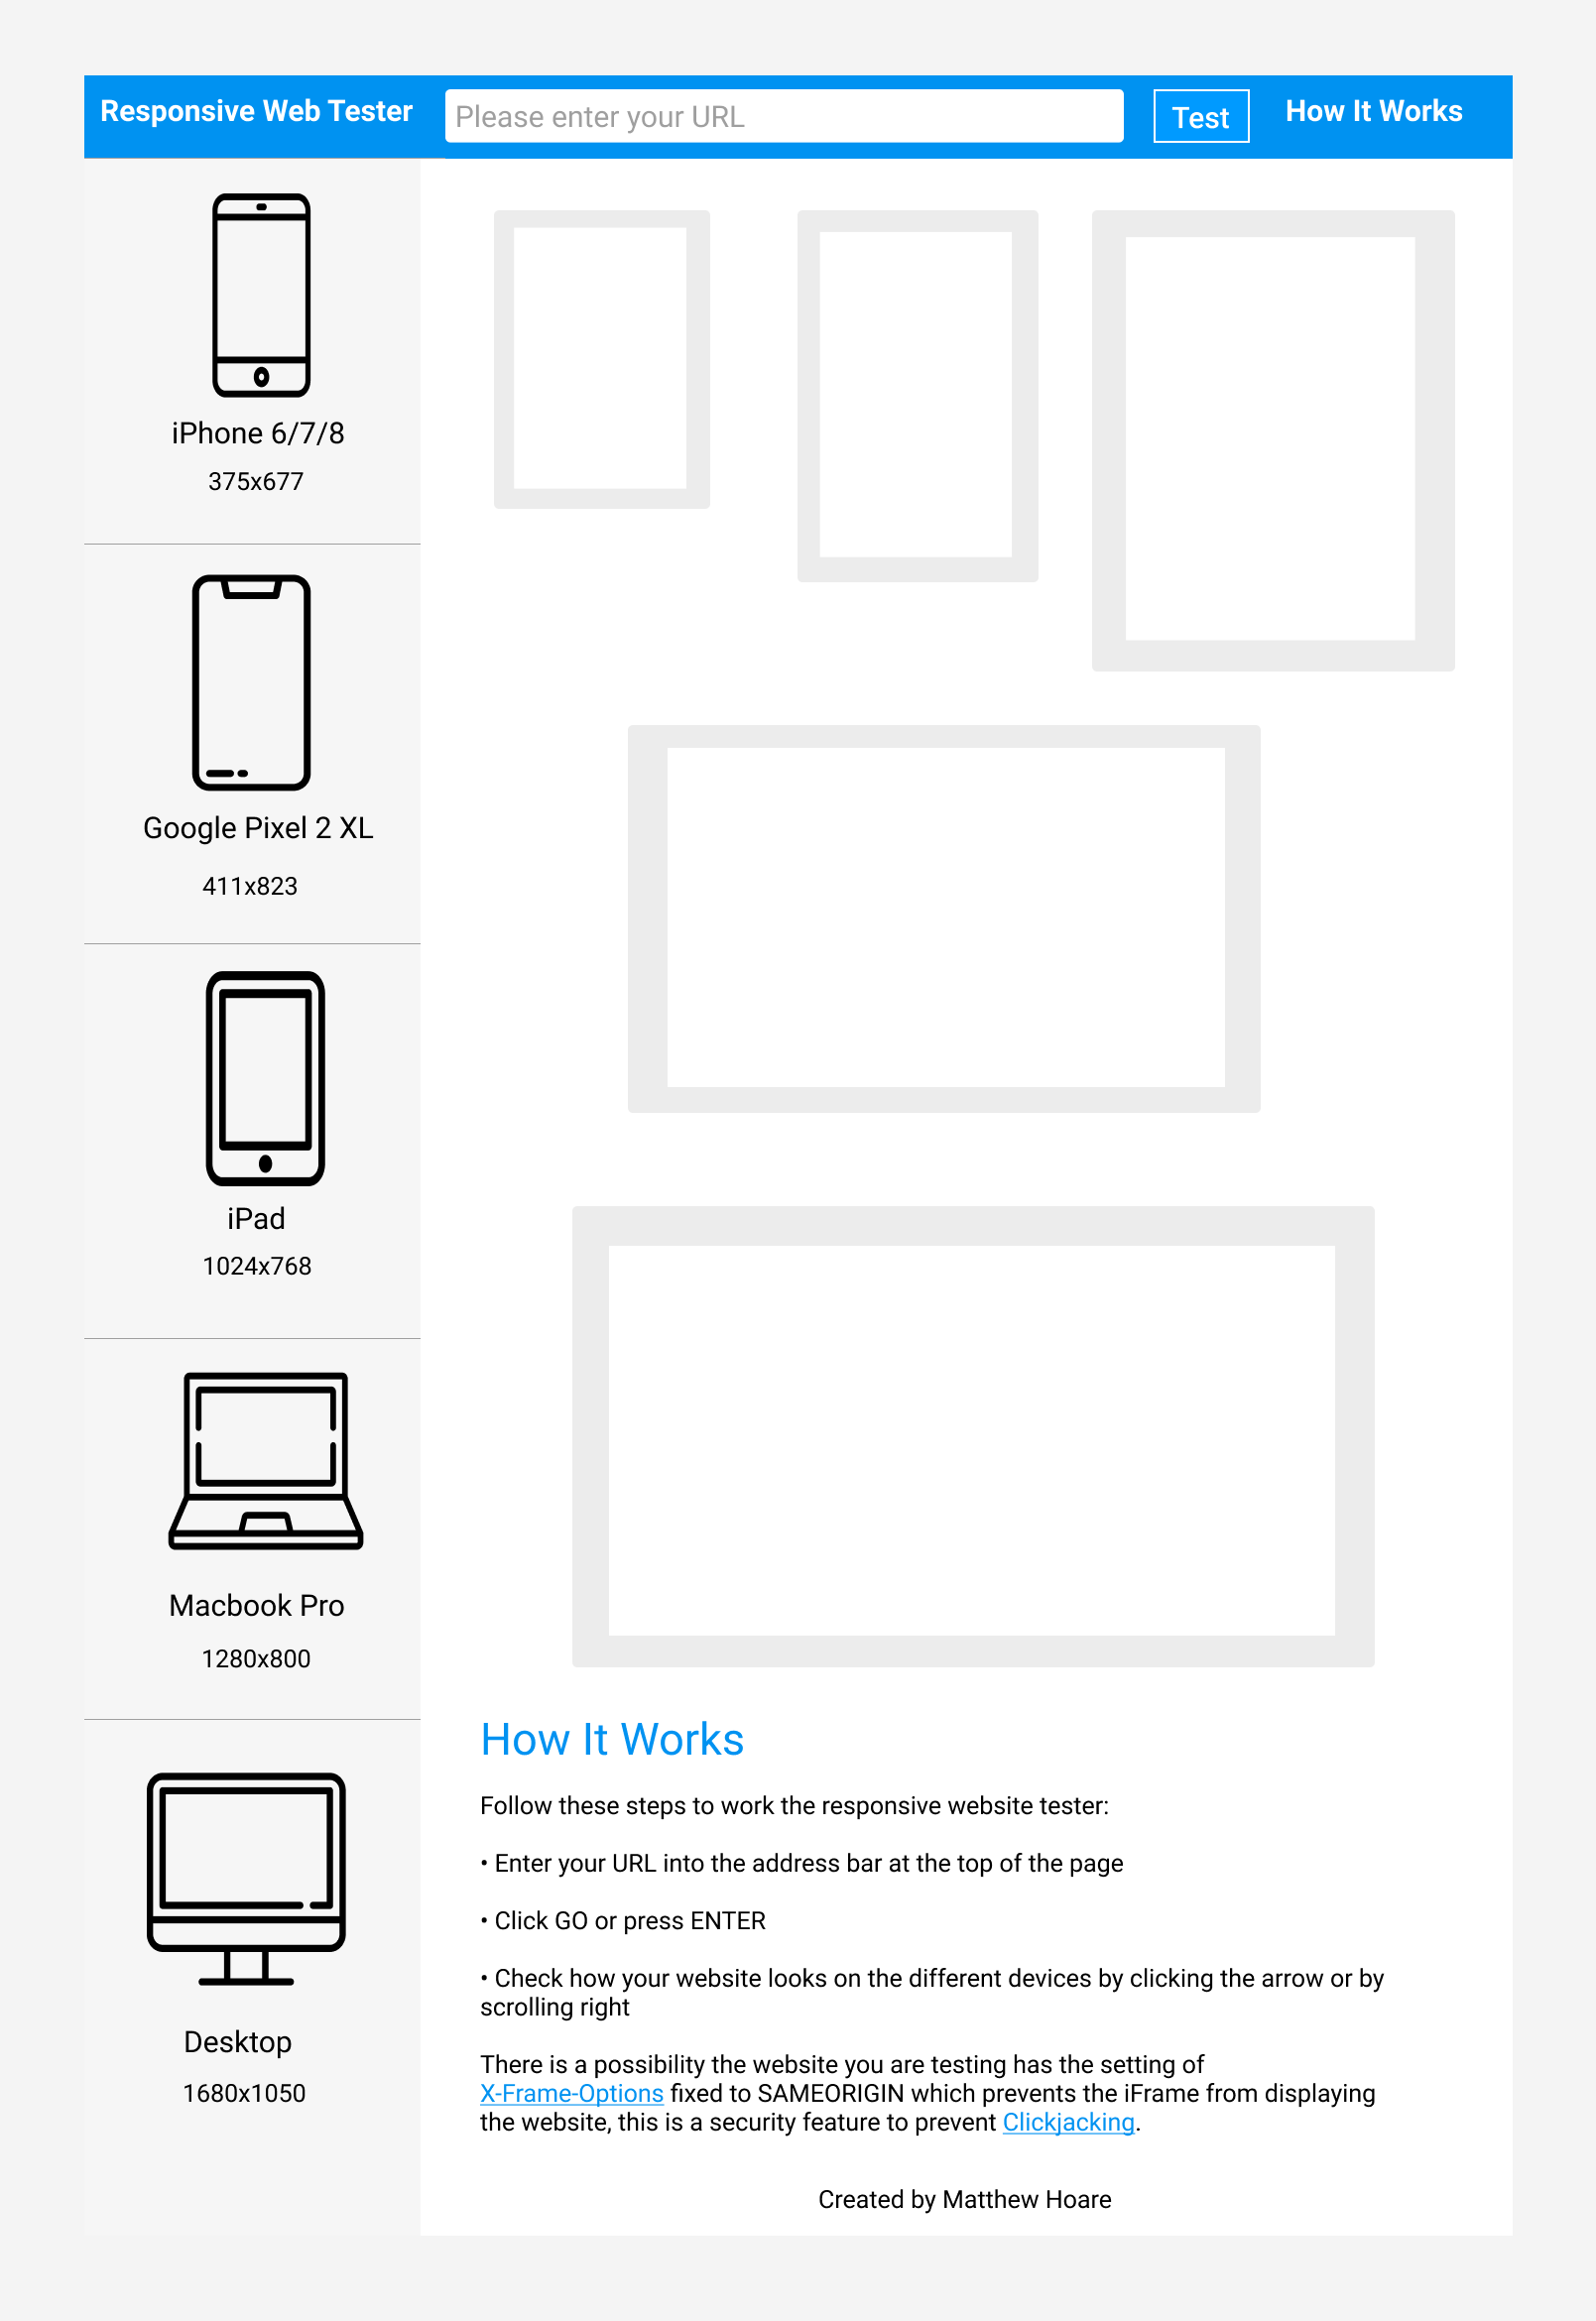 Responsive Web Tester
Please enter your URL
Test
How It Works
iPhone 6/7/8
375x677
Google Pixel 2 XL
411x823
iPad
1024x768
Macbook Pro
1280x800
Desktop
1680x1050
How It Works
Follow these steps to work the responsive website tester:
• Enter your URL into the address bar at the top of the page
• Click GO or press ENTER
• Check how your website looks on the different devices by clicking the arrow or by
scrolling right
There is a possibility the website you are testing has the setting of
X-Frame-Options fixed to SAMEORIGIN which prevents the iFrame from displaying
the website, this is a security feature to prevent Clickjacking.
Created by Matthew Hoare